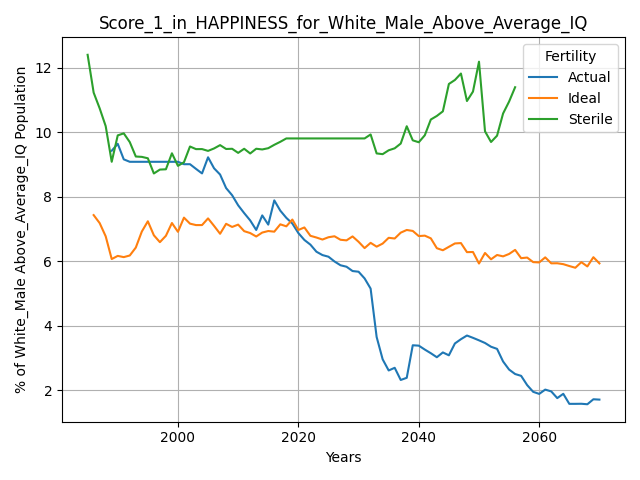 Score_1_in_HAPPINESS_for_White_Male_Above_Average_IQ
% of White_Male Above_Average_IQ Population
12
10
8
6
4
2
Fertility
Actual
Ideal
Sterile
2000
2020
2040
2060
Years